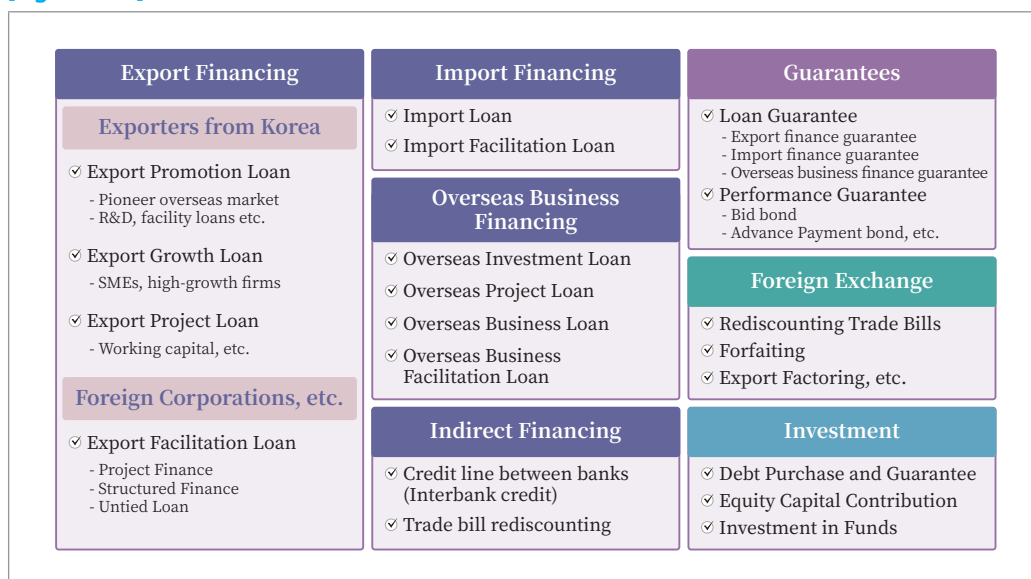 Export Financing
Exporters from Korea
Export Promotion Loan
- Pioneer overseas market
- R&D, facility loans etc.
Export Growth Loan
- SMEs, high-growth firms
Export Project Loan
- Working capital, etc.
Foreign Corporations, etc.
Export Facilitation Loan
- Project Finance
- Structured Finance
- Untied Loan
Import Financing
Import Loan
Import Facilitation Loan
Overseas Business
Financing
Overseas Investment Loan
Overseas Project Loan
Overseas Business Loan
Overseas Business
Facilitation Loan
Indirect Financing
Credit line between banks
(Interbank credit)
Trade bill rediscounting
Guarantees
Loan Guarantee
- Export finance guarantee
- Import finance guarantee
- Overseas business finance guarantee
Performance Guarantee
- Bid bond
- Advance Payment bond, etc.
Foreign Exchange
Rediscounting Trade Bills
Forfaiting
Export Factoring, etc.
Investment
Debt Purchase and Guarantee
Equity Capital Contribution
Investment in Funds